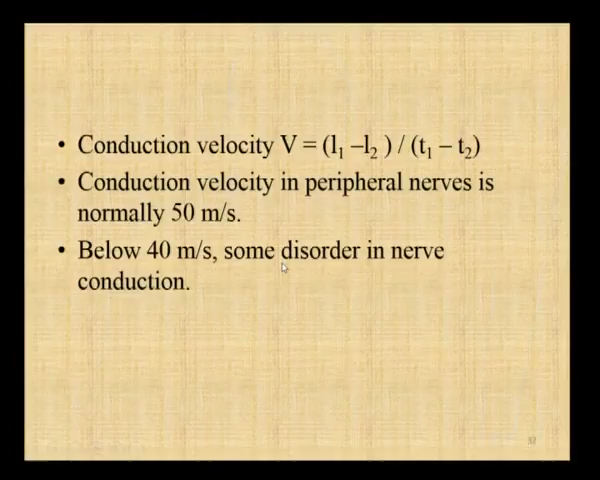 • Conduction velocity V = (l₁ –l₂ ) / (t₁ – t₂)
• Conduction velocity in peripheral nerves is
normally 50 m/s.
• Below 40 m/s, some disorder in nerve
conduction.
32